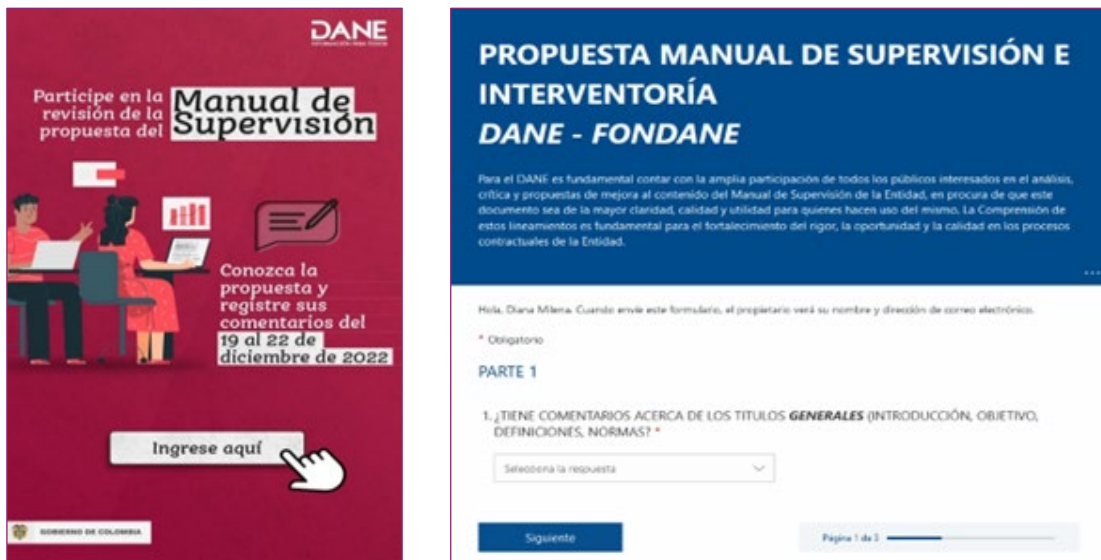 DANE
INFORMACIÓN PARA TODOS
Participe en la
revisión de la
propuesta del
Manual de
Supervisión
Conozca la
propuesta y
registre sus
comentarios del
19 al 22 de
diciembre de 2022
Ingrese aquí
GOBIERNO DE COLOMBIA
PROPUESTA MANUAL DE SUPERVISIÓN E
INTERVENTORÍA
DANE - FONDANE
Para el DANE es fundamental contar con la amplia participación de todos los públicos interesados en el análisis,
crítica y propuestas de mejora al contenido del Manual de Supervisión de la Entidad, en procura de que este
documento sea de la mayor claridad, calidad y utilidad para quienes hacen uso del mismo. La Comprensión de
estos lineamientos es fundamental para el fortalecimiento del rigor, la oportunidad y la calidad en los procesos
contractuales de la Entidad.
...
Hola, Diana Milena. Cuando envíe este formulario, el propietario verá su nombre y dirección de correo electrónico.
* Obligatorio
PARTE 1
1. ¿TIENE COMENTARIOS ACERCA DE LOS TITULOS GENERALES (INTRODUCCIÓN, OBJETIVO,
DEFINICIONES, NORMAS? *
Selecciona la respuesta
Siguiente
Página 1 de 3